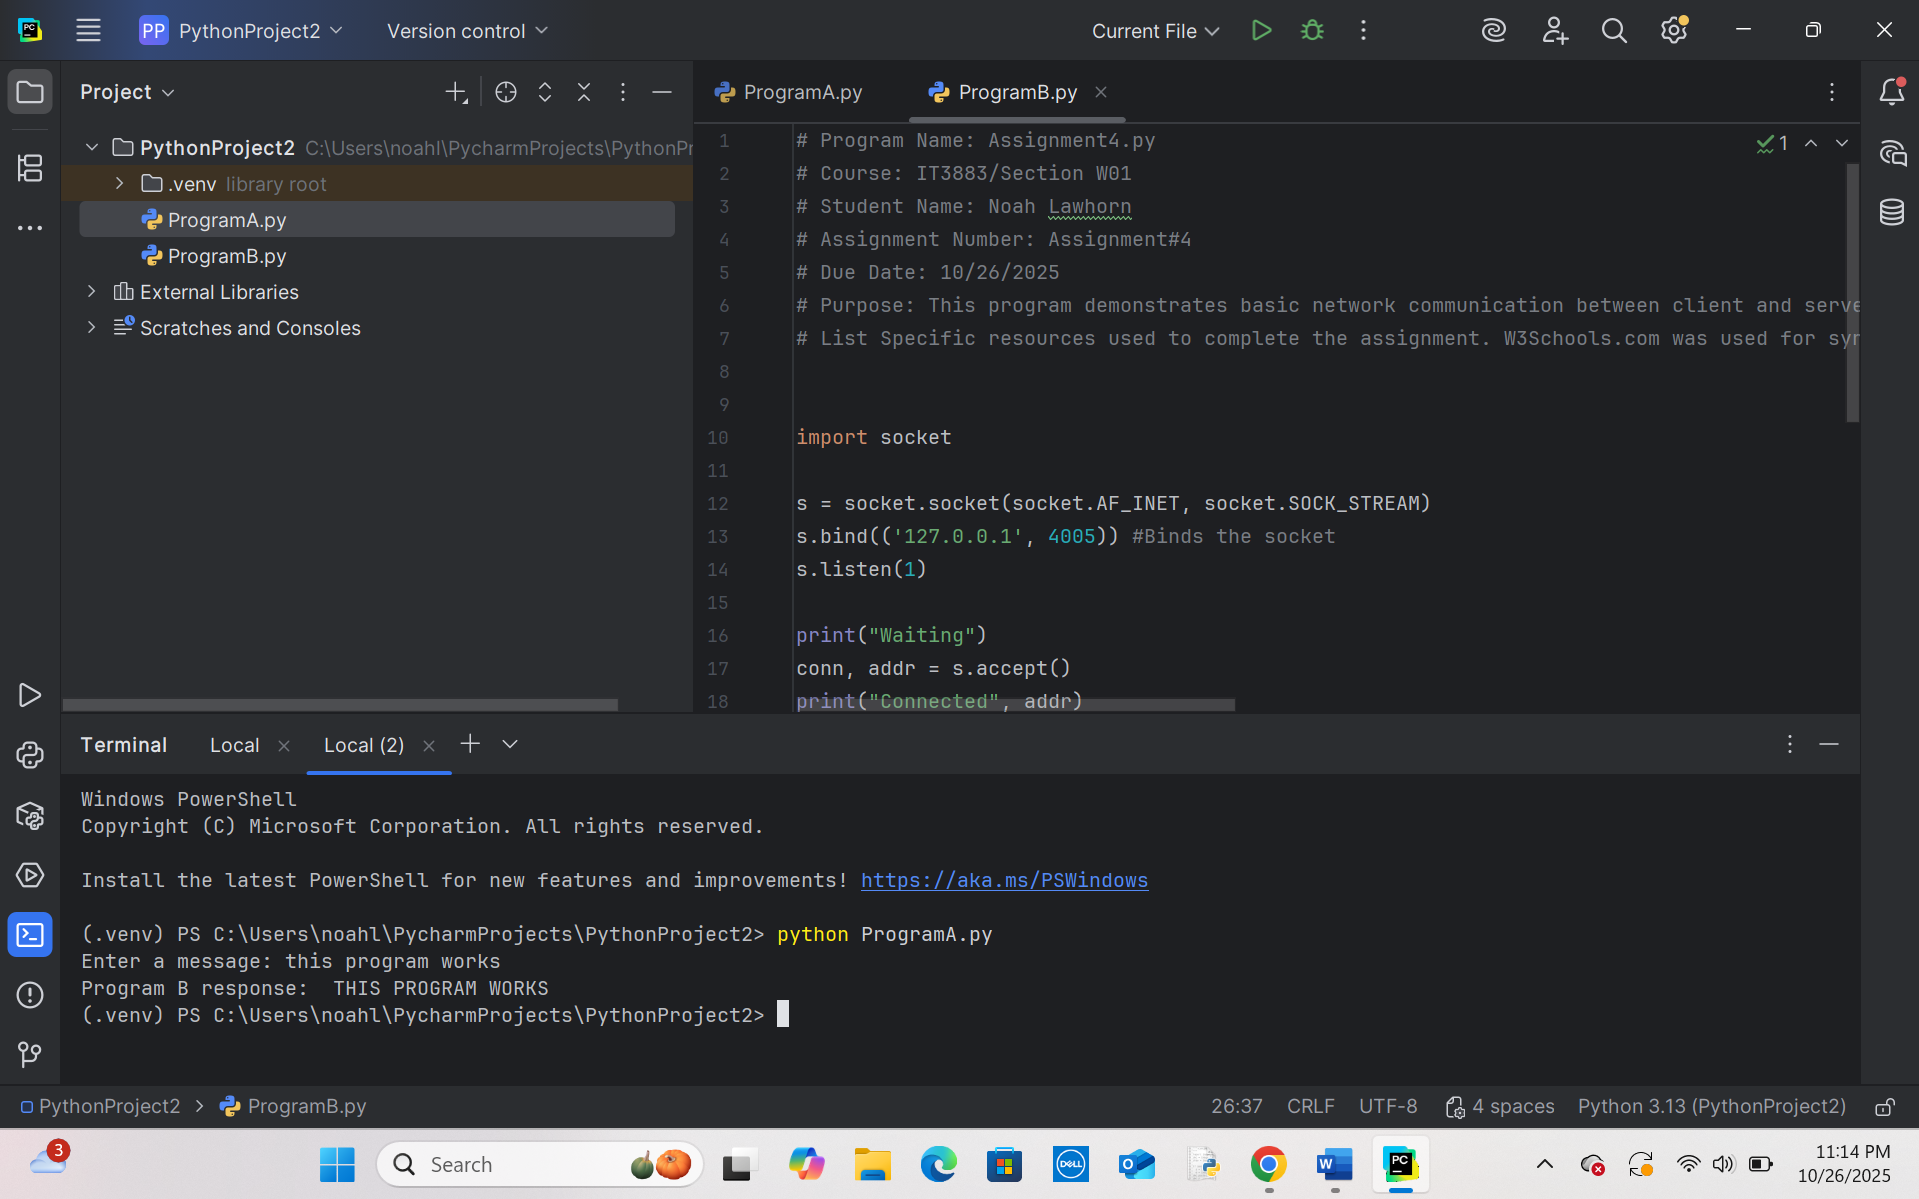 PP PythonProject2 Version control Current File
Project
ProgramA.py ProgramB.py
PythonProject2 C:\Users\noahl\PycharmProjects\PythonPr
.venv library root
ProgramA.py
ProgramB.py
External Libraries
Scratches and Consoles
1 # Program Name: Assignment4.py
1
2 # Course: IT3883/Section W01
3 # Student Name: Noah Lawhorn
4 # Assignment Number: Assignment#4
5 # Due Date: 10/26/2025
6 # Purpose: This program demonstrates basic network communication between client and serve
7 # List Specific resources used to complete the assignment. W3Schools.com was used for syn
8
9
10 import socket
11
12 s = socket.socket(socket.AF_INET, socket.SOCK_STREAM)
13 s.bind(('127.0.0.1', 4005)) #Binds the socket
14 s.listen(1)
15
16 print("Waiting")
17 conn, addr = s.accept()
18 print("Connected", addr)
Terminal Local Local (2)
Windows PowerShell
Copyright (C) Microsoft Corporation. All rights reserved.
Install the latest PowerShell for new features and improvements! https://aka.ms/PSWindows
(.venv) PS C:\Users\noahl\PycharmProjects\PythonProject2> python ProgramA.py
Enter a message: this program works
Program B response:  THIS PROGRAM WORKS
(.venv) PS C:\Users\noahl\PycharmProjects\PythonProject2>
PythonProject2 > ProgramB.py 26:37 CRLF UTF-8 4 spaces Python 3.13 (PythonProject2)
3 Search DELL 11:14 PM
10/26/2025